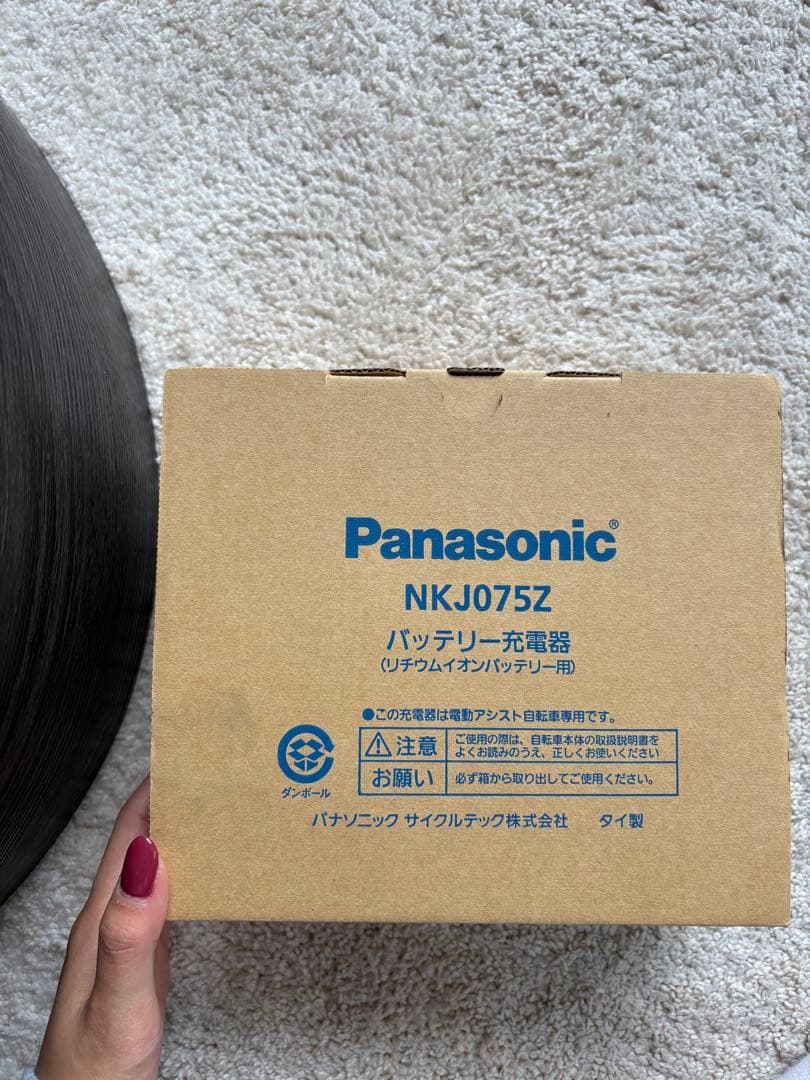 Panasonic®
NKJ075Z
バッテリー充電器
(リチウムイオンバッテリー用)
●この充電器は電動アシスト自転車専用です。
注意 ご使用の際は、自転車本体の取扱説明書を
よくお読みのうえ、正しくお使いください
お願い 必ず箱から取り出してご使用ください。
ダンボール
パナソニック サイクルテック株式会社 タイ製